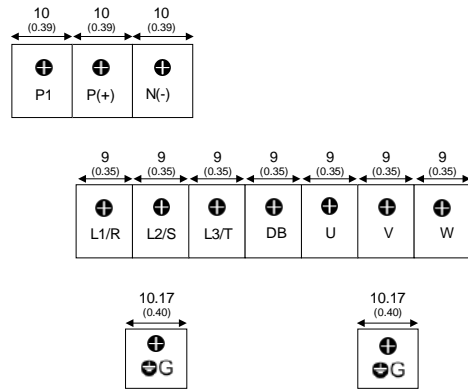 10 10 10
(0.39) (0.39) (0.39)
P1 P(+) N(-)
9 9 9 9 9 9 9
(0.35) (0.35) (0.35) (0.35) (0.35) (0.35) (0.35)
L1/R L2/S L3/T DB U V W
10.17 10.17
(0.40) (0.40)
G G